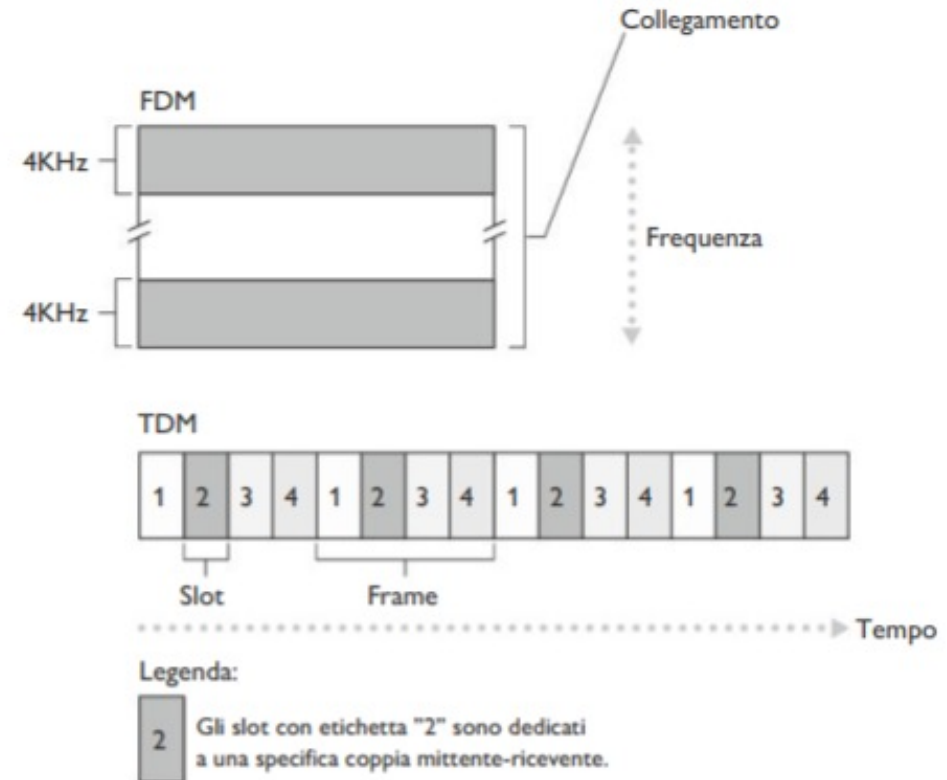 Collegamento
FDM
4KHz
Frequenza
4KHz
TDM
1 2 3 4 1 2 3 4 1 2 3 4 1 2 3 4
Slot Frame
Tempo
Legenda:
2 Gli slot con etichetta "2" sono dedicati
a una specifica coppia mittente-ricevente.